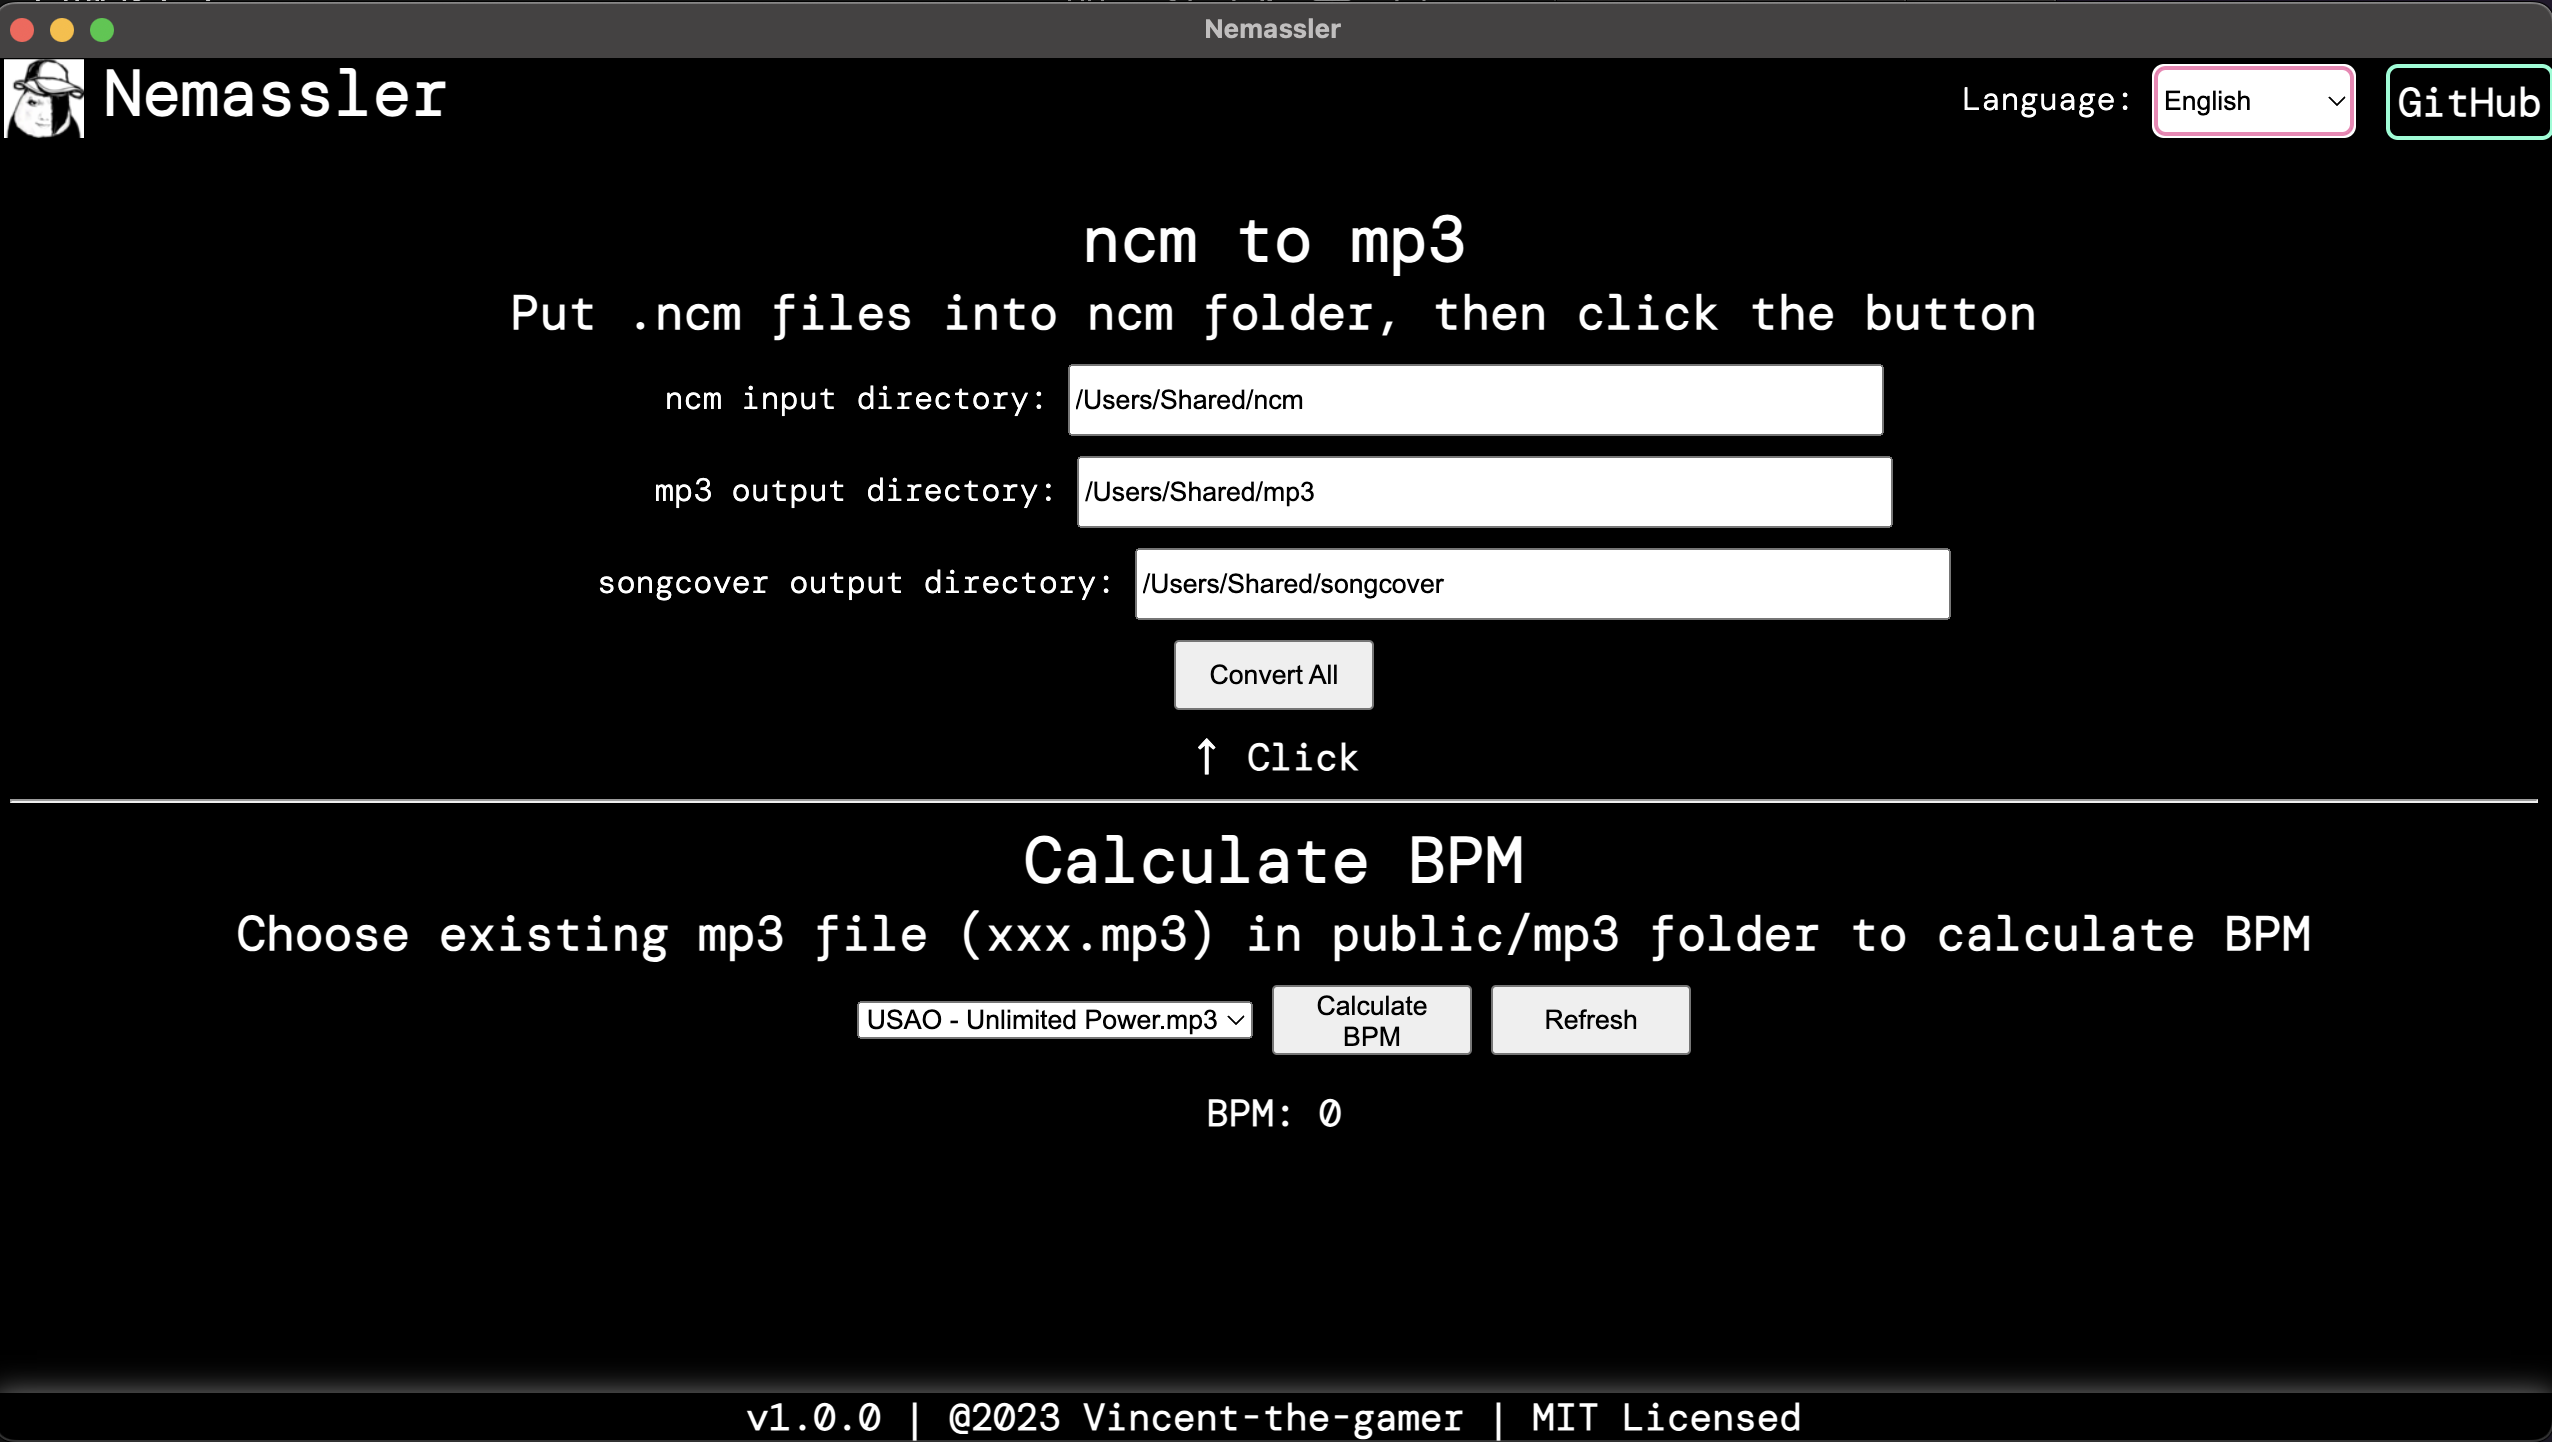 Nemassler
Nemassler
Language: English GitHub
ncm to mp3
Put .ncm files into ncm folder, then click the button
ncm input directory: /Users/Shared/ncm
mp3 output directory: /Users/Shared/mp3
songcover output directory: /Users/Shared/songcover
Convert All
↑ Click
Calculate BPM
Choose existing mp3 file (xxx.mp3) in public/mp3 folder to calculate BPM
USAO - Unlimited Power.mp3
Calculate
BPM
Refresh
BPM: 0
v1.0.0 | @2023 Vincent-the-gamer | MIT Licensed